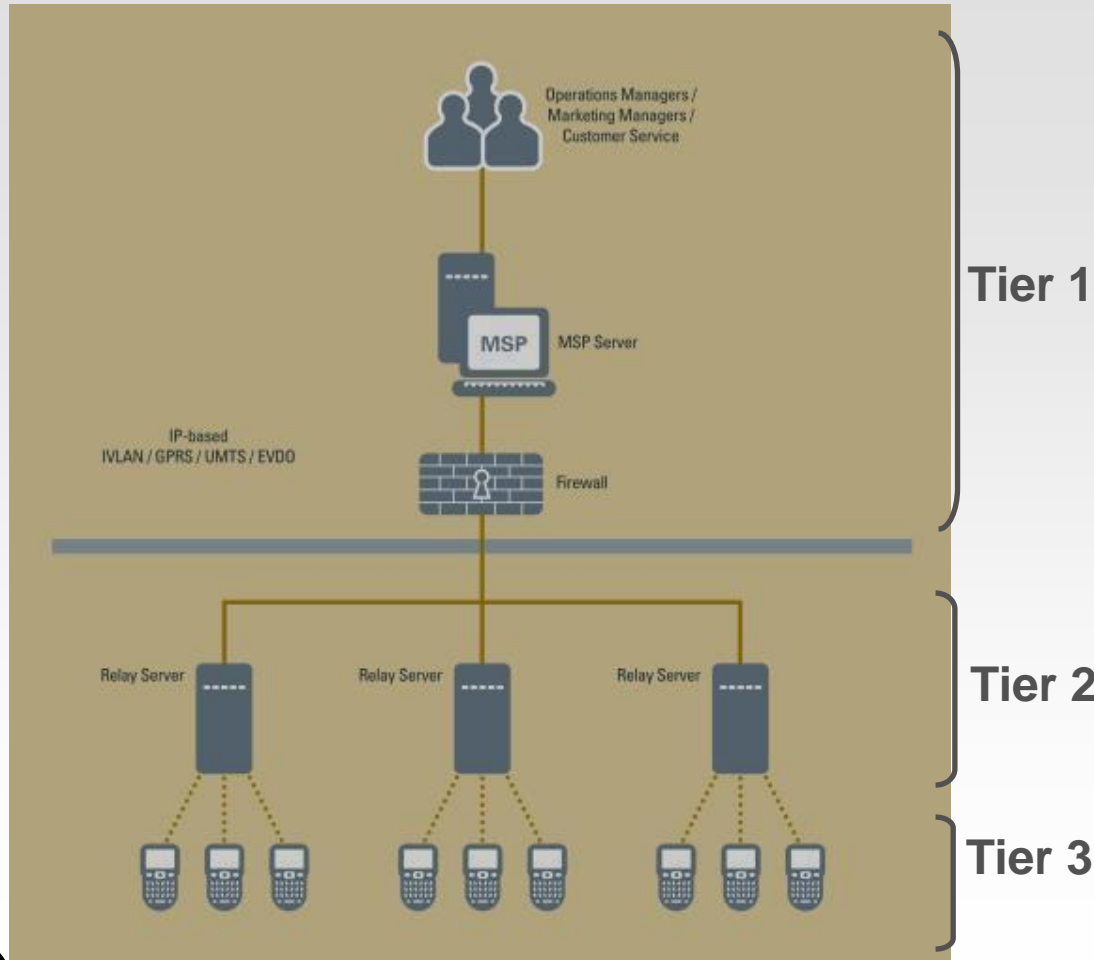 Operations Managers /
Marketing Managers /
Customer Service
Tier 1
MSP
MSP Server
IP-based
IVLAN / GPRS / UMTS / EVDO
Firewall
Relay Server
Relay Server
Relay Server
Tier 2
Tier 3